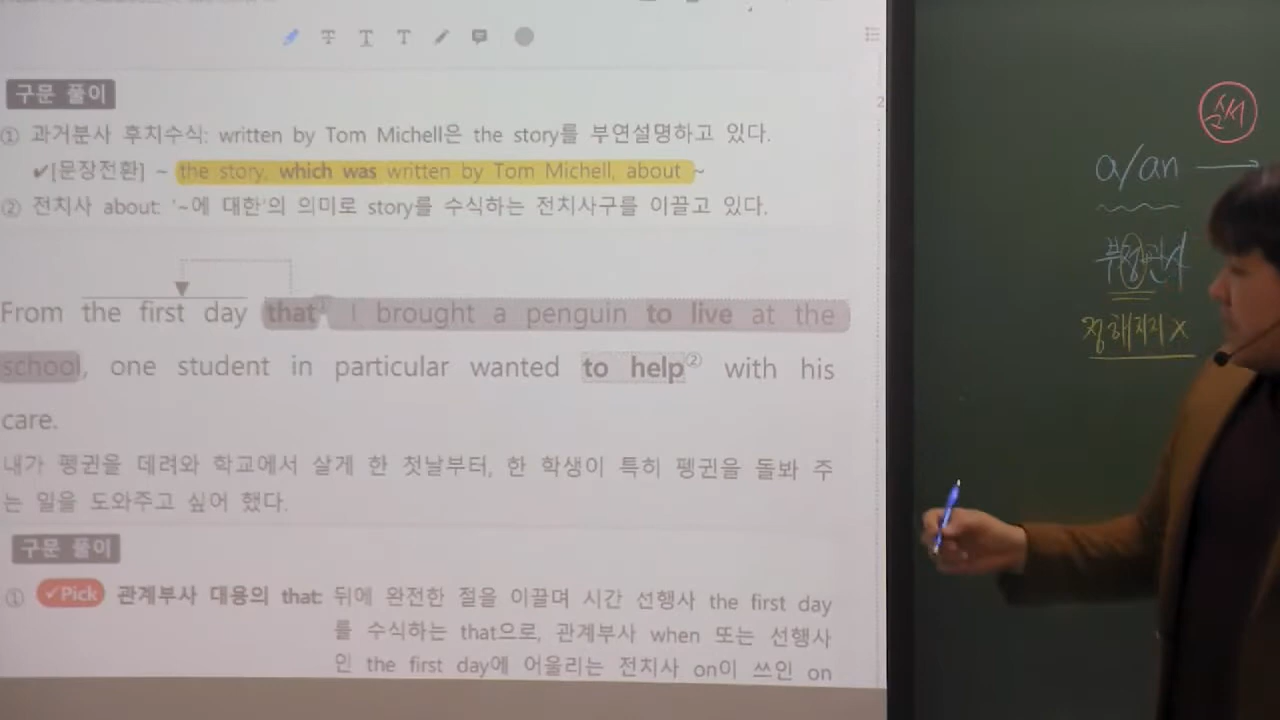 구문 풀이
① 과거분사 후치수식: written by Tom Michell은 the story를 부연설명하고 있다.
✔[문장전환] ~ the story, which was written by Tom Michell, about ~
② 전치사 about: '~에 대한'의 의미로 story를 수식하는 전치사구를 이끌고 있다.
From the first day that① I brought a penguin to live at the
school, one student in particular wanted to help② with his
care.
내가 펭귄을 데려와 학교에서 살게 한 첫날부터, 한 학생이 특히 펭귄을 돌봐 주
는 일을 도와주고 싶어 했다.
구문 풀이
① ✓Pick 관계부사 대용의 that: 뒤에 완전한 절을 이끌며 시간 선행사 the first day
를 수식하는 that으로, 관계부사 when 또는 선행사
인 the first day에 어울리는 전치사 on이 쓰인 on
2
a/an →
부정관사
정해지지 X